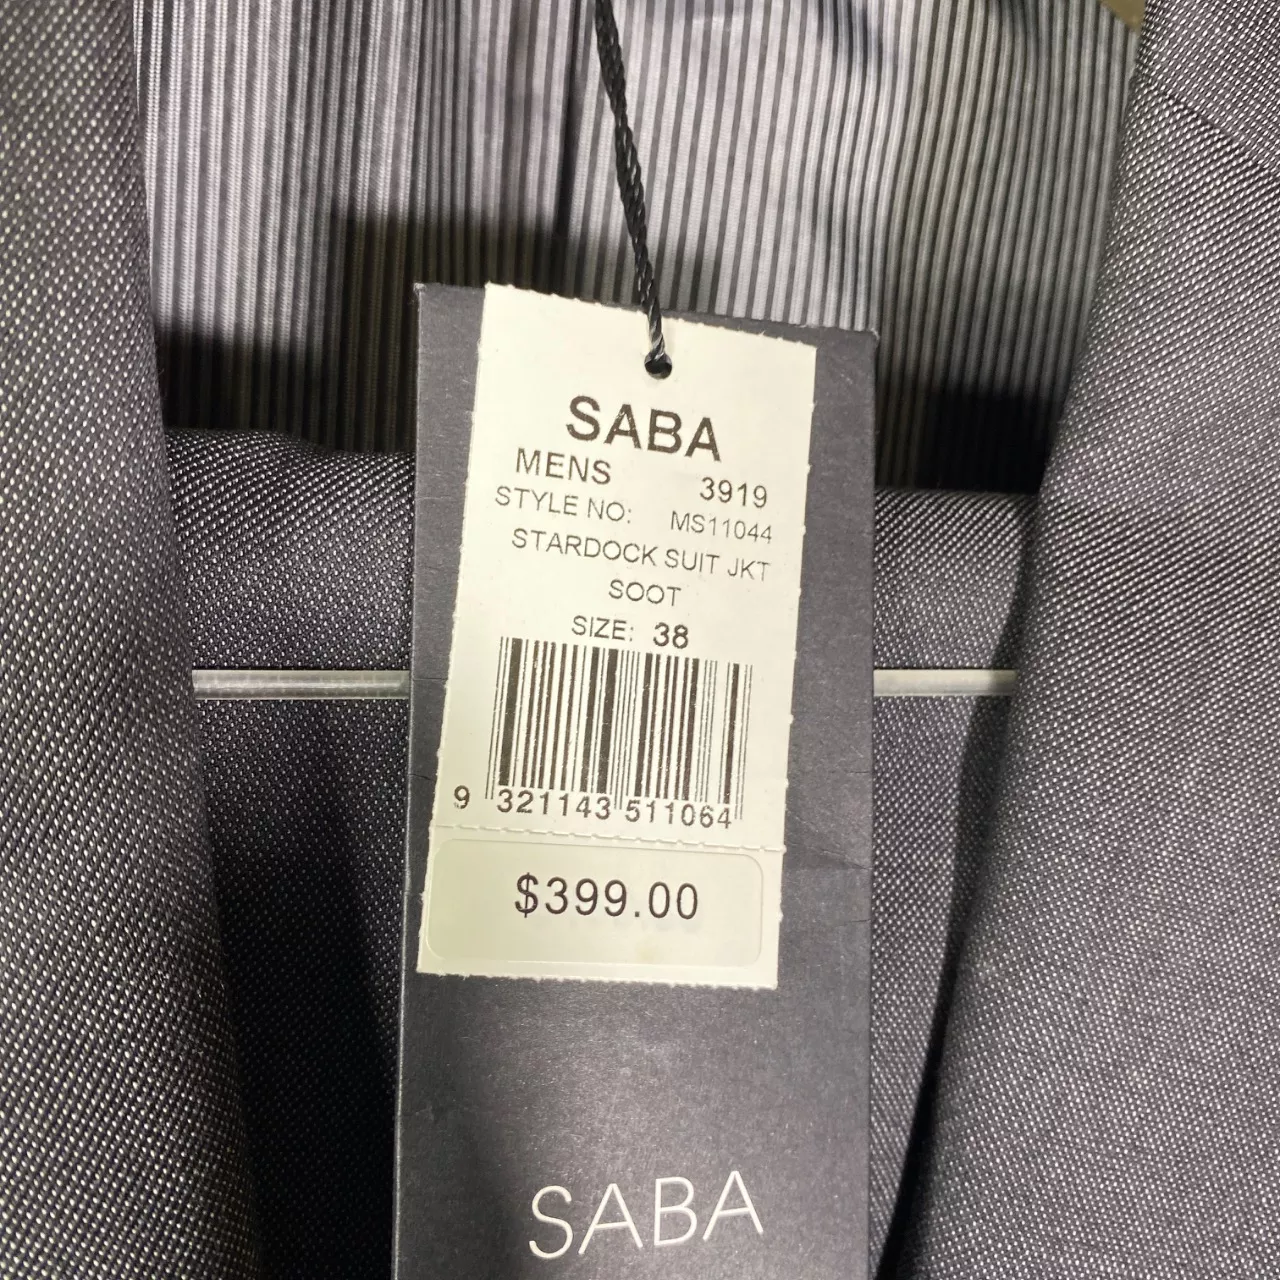 SABA
MENS 3919
STYLE NO: MS11044
STARDOCK SUIT JKT
SOOT
SIZE: 38
9 321143 511064
$399.00
SABA